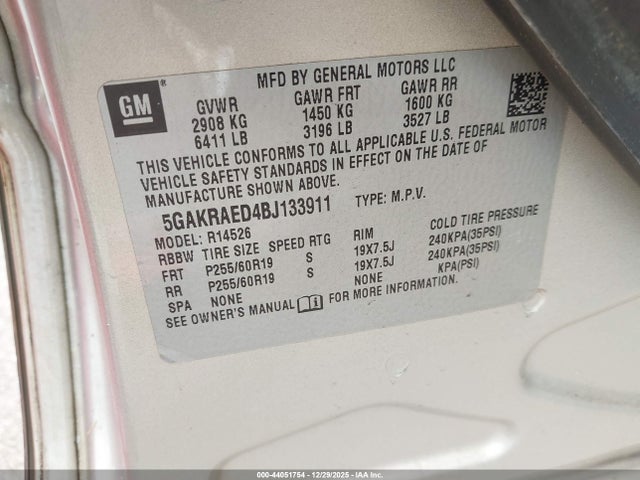 MFD BY GENERAL MOTORS LLC
GM ®
GVWR GAWR FRT GAWR RR
2908 KG 1450 KG 1600 KG
6411 LB 3196 LB 3527 LB
THIS VEHICLE CONFORMS TO ALL APPLICABLE U.S. FEDERAL MOTOR
VEHICLE SAFETY STANDARDS IN EFFECT ON THE DATE OF
MANUFACTURE SHOWN ABOVE.
5GAKRAED4BJ133911 TYPE: M.P.V.
MODEL: R14526
RBBW TIRE SIZE SPEED RTG RIM COLD TIRE PRESSURE
FRT P255/60R19 S 19X7.5J 240KPA(35PSI)
RR P255/60R19 S 19X7.5J 240KPA(35PSI)
SPA NONE NONE KPA(PSI)
SEE OWNER'S MANUAL i FOR MORE INFORMATION.
000-44051754 | 12/29/2025 - IAA Inc.